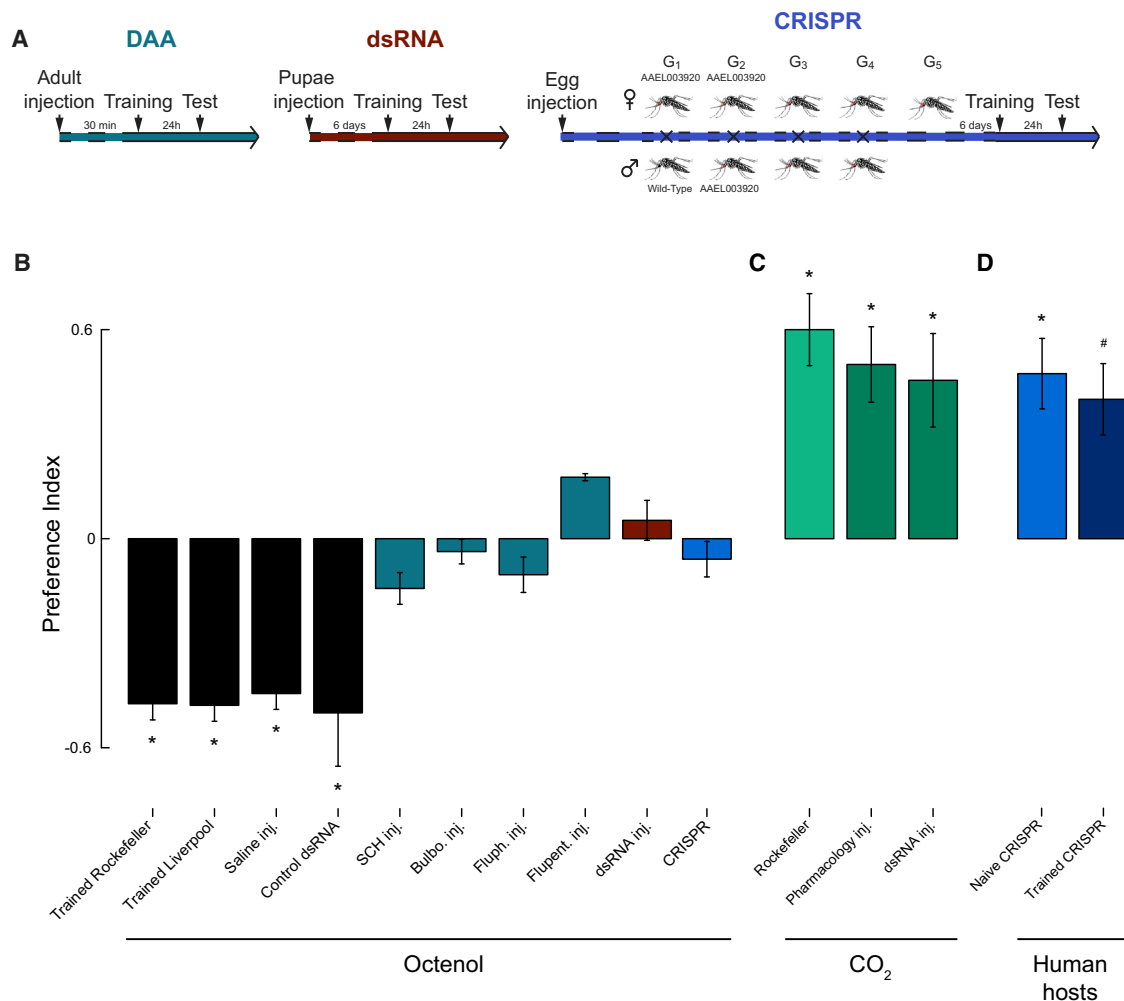 A
DAA
dsRNA
CRISPR
Adult injection
Training
Test
30 min
24h
Pupae injection
Training
Test
6 days
24h
Egg injection
G1
G2
G3
G4
G5
AAEL003920
AAEL003920
♀
Training
Test
6 days
24h
♂
Wild-Type
AAEL003920
B
C
D
Preference Index
0.6
0
-0.6
*
*
*
*
*
*
*
*
#
Trained Rockefeller
Trained Liverpool
Saline inj.
Control dsRNA
SCH inj.
Bulbo. inj.
Fluph. inj.
Flupent. inj.
dsRNA inj.
CRISPR
Rockefeller
Pharmacology inj.
dsRNA inj.
Naive CRISPR
Trained CRISPR
Octenol
CO2
Human hosts